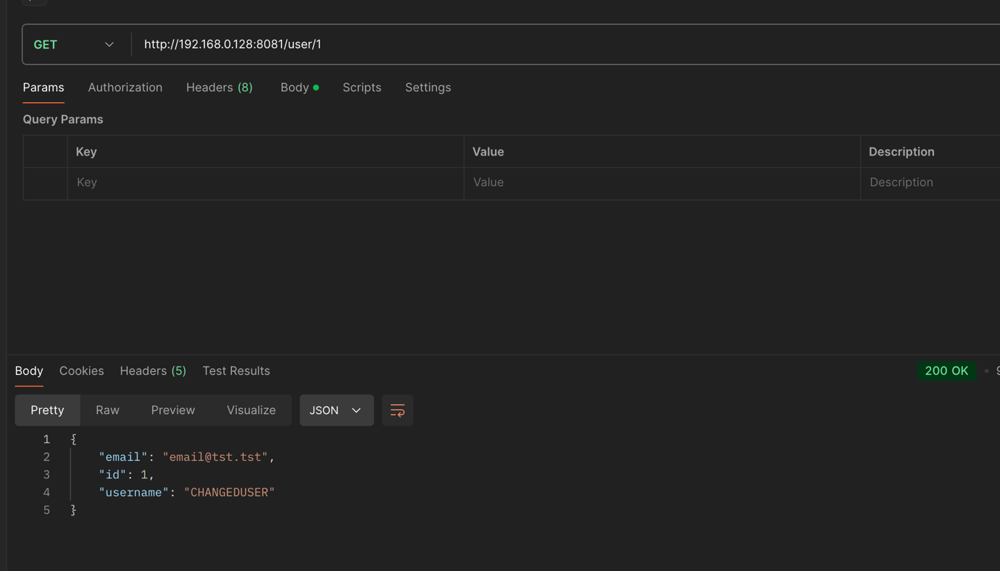 GET http://192.168.0.128:8081/user/1
Params Authorization Headers (8) Body Scripts Settings
Query Params
Key Value Description
Key Value Description
Body Cookies Headers (5) Test Results 200 OK
Pretty Raw Preview Visualize JSON
1 {
2 "email": "email@tst.tst",
3 "id": 1,
4 "username": "CHANGEDUSER"
5 }